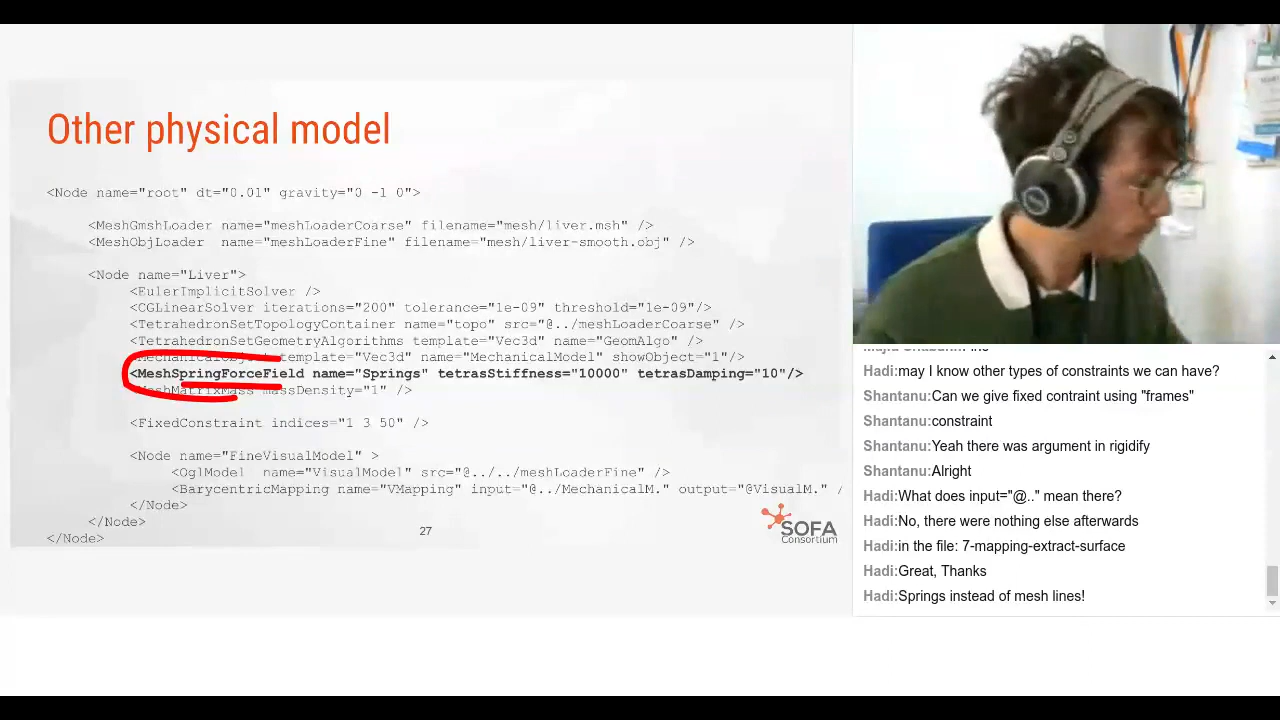 Other physical model
<Node name="root" dt="0.01" gravity="0 -1 0">
<MeshGmshLoader name="meshLoaderCoarse" filename="mesh/liver.msh" />
<MeshObjLoader name="meshLoaderFine" filename="mesh/liver-smooth.obj" />
<Node name="Liver">
<EulerImplicitSolver />
<CGLinearSolver iterations="200" tolerance="1e-09" threshold="1e-09"/>
<TetrahedronSetTopologyContainer name="topo" src="@../meshLoaderCoarse" />
<TetrahedronSetGeometryAlgorithms template="Vec3d" name="GeomAlgo" />
<MechanicalObject template="Vec3d" name="MechanicalModel" showObject="1"/>
<MeshSpringForceField name="Springs" tetrasStiffness="10000" tetrasDamping="10"/>
<MeshMatrixMass massDensity="1" />
<FixedConstraint indices="1 3 50" />
<Node name="FineVisualModel" >
<OglModel name="VisualModel" src="@../../meshLoaderFine" />
<BarycentricMapping name="VMapping" input="@../MechanicalM." output="@VisualM." /
</Node>
</Node>
</Node>
27
SOFA
Consortium
Hadi:may I know other types of constraints we can have?
Shantanu:Can we give fixed contraint using "frames"
Shantanu:constraint
Shantanu:Yeah there was argument in rigidify
Shantanu:Alright
Hadi:What does input="@.." mean there?
Hadi:No, there were nothing else afterwards
Hadi:in the file: 7-mapping-extract-surface
Hadi:Great, Thanks
Hadi:Springs instead of mesh lines!